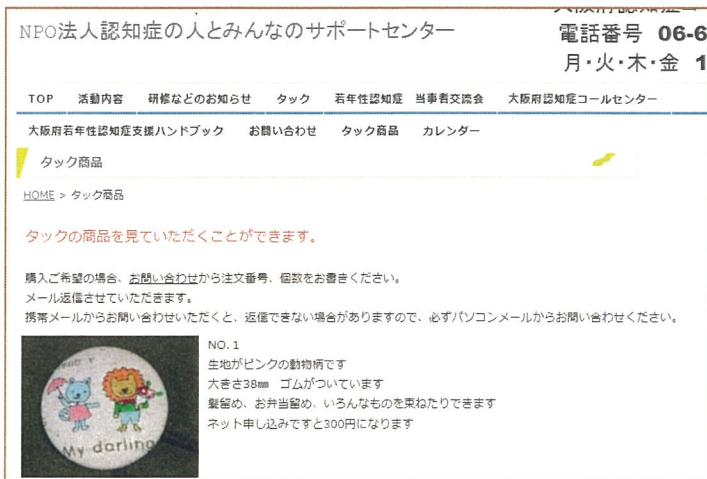 NPO法人認知症の人とみんなのサポートセンター
電話番号 06-6
月・火・木・金 1
TOP 活動内容 研修などのお知らせ タック 若年性認知症 当事者交流会 大阪府認知症コールセンター
大阪府若年性認知症支援ハンドブック お問い合わせ タック商品 カレンダー
タック商品
HOME > タック商品
タックの商品を見ていただくことができます。
購入ご希望の場合、お問い合わせから注文番号、個数をお書きください。
メール返信させていただきます。
携帯メールからお問い合わせいただくと、返信できない場合がありますので、必ずパソコンメールからお問い合わせください。
NO.1
生地がピンクの動物柄です
大きさ38㎜ ゴムがついています
髪留め、お弁当留め、いろんなものを束ねたりできます
ネット申し込みですと300円になります
My darling